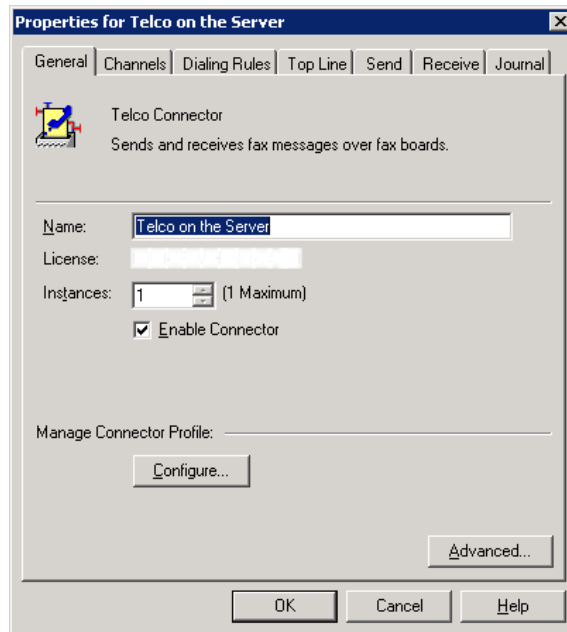 Properties for Telco on the Server
General Channels Dialing Rules Top Line Send Receive Journal
Telco Connector
Sends and receives fax messages over fax boards.
Name: Telco on the Server
License:
Instances: 1 (1 Maximum)
Enable Connector
Manage Connector Profile:
Configure...
Advanced...
OK Cancel Help